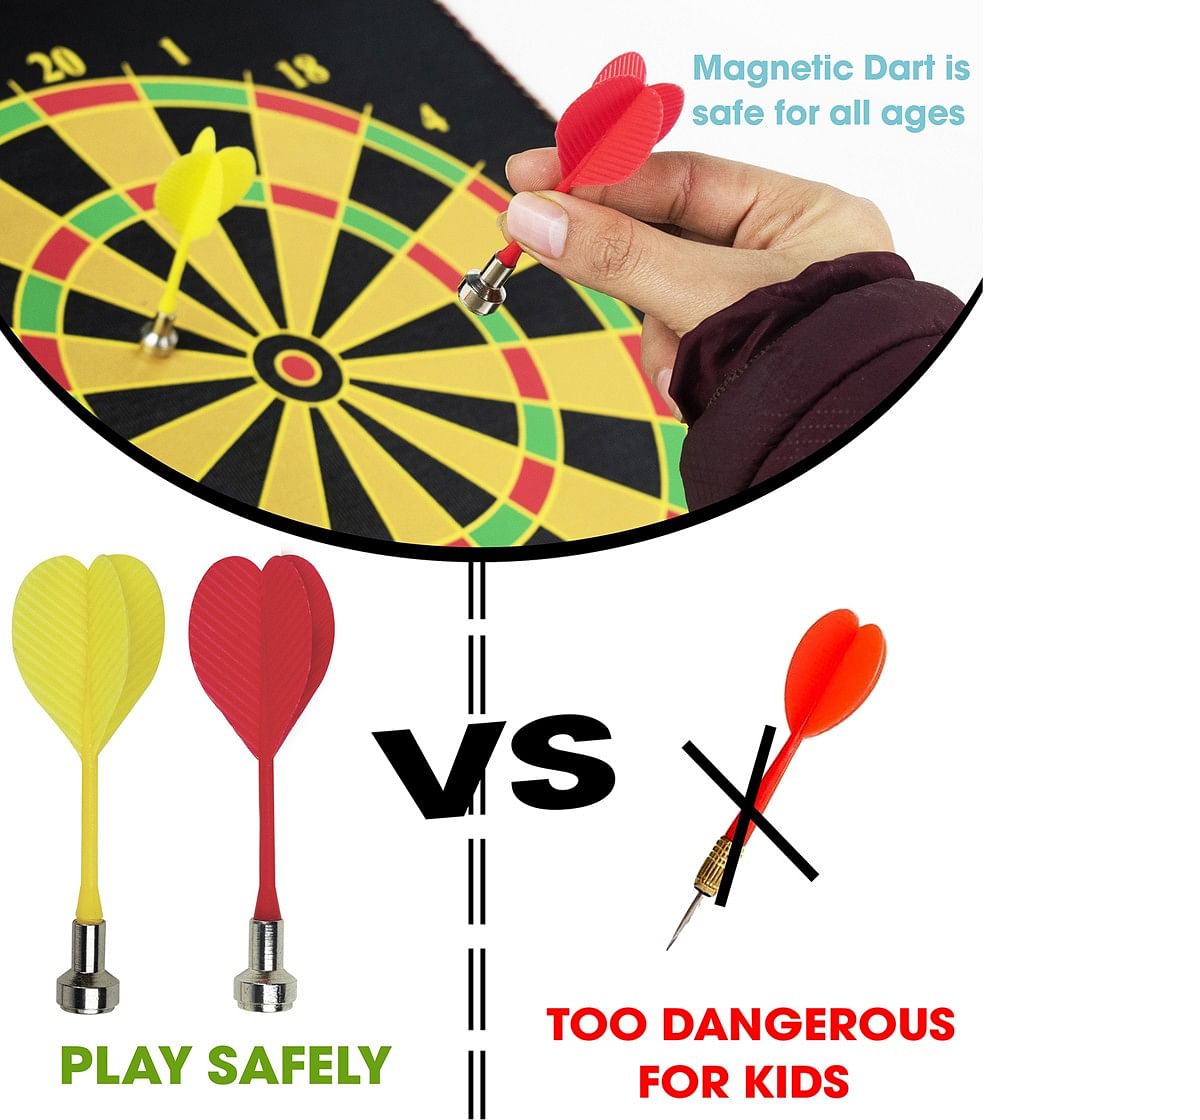 20 1 18 4
Magnetic Dart is
safe for all ages
VS
PLAY SAFELY
TOO DANGEROUS
FOR KIDS